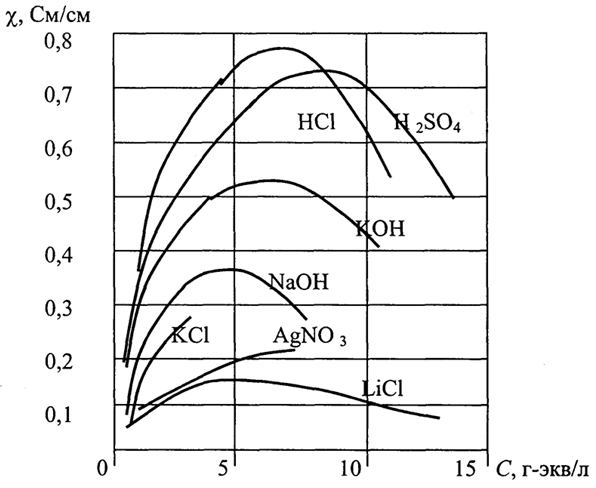 χ, См/см
0,8
0,7
0,6
0,5
0,4
0,3
0,2
0,1
HCl
H₂SO₄
KOH
NaOH
KCl
AgNO₃
LiCl
0
5
10
15
C, г-экв/л